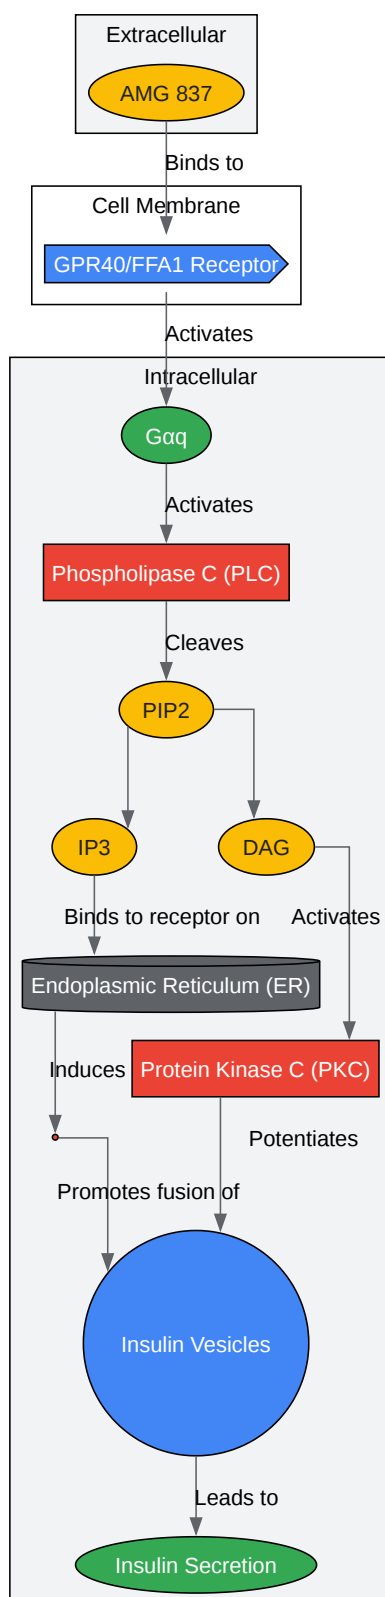 Extracellular
AMG 837
Binds to
Cell Membrane
GPR40/FFA1 Receptor
Activates
Intracellular
Gαq
Activates
Phospholipase C (PLC)
Cleaves
PIP2
IP3
DAG
Binds to receptor on
Activates
Endoplasmic Reticulum (ER)
Induces
Protein Kinase C (PKC)
Potentiates
Promotes fusion of
Insulin Vesicles
Leads to
Insulin Secretion